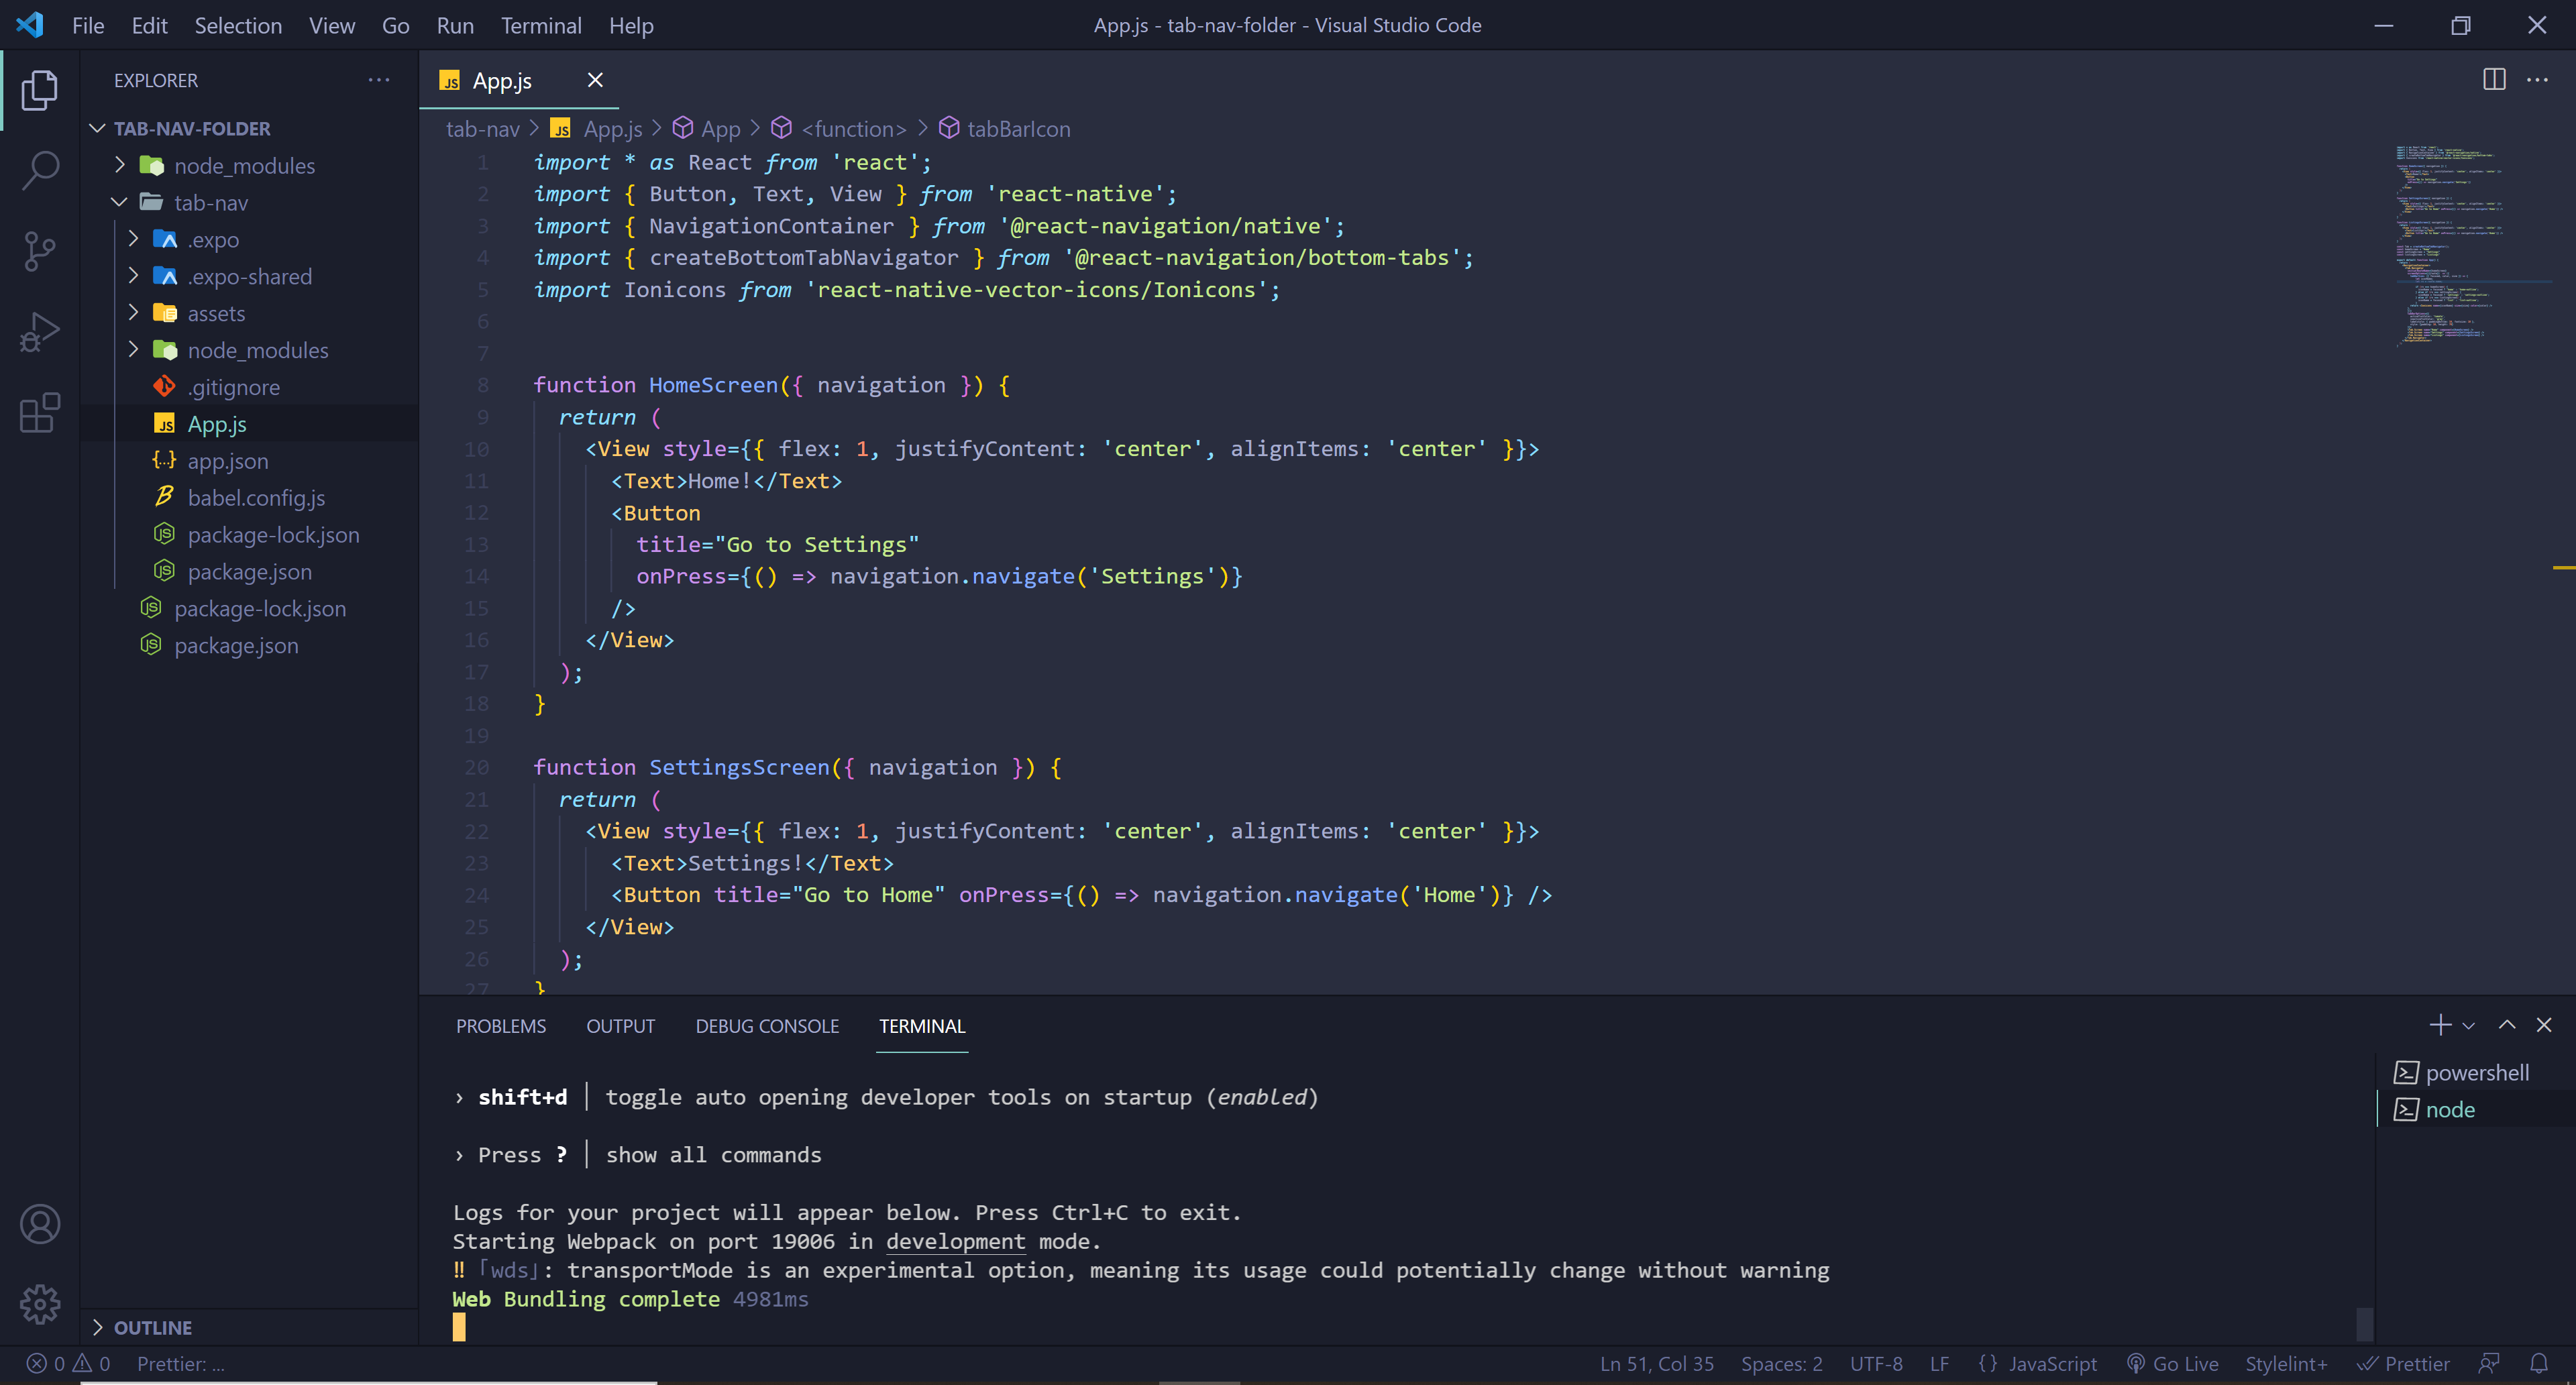 File Edit Selection View Go Run Terminal Help
App.js - tab-nav-folder - Visual Studio Code
EXPLORER
TAB-NAV-FOLDER
node_modules
tab-nav
.expo
.expo-shared
assets
node_modules
.gitignore
App.js
app.json
babel.config.js
package-lock.json
package.json
package-lock.json
package.json
OUTLINE
App.js
tab-nav > App.js > App > <function> > tabBarIcon
1 import * as React from 'react';
2 import { Button, Text, View } from 'react-native';
3 import { NavigationContainer } from '@react-navigation/native';
4 import { createBottomTabNavigator } from '@react-navigation/bottom-tabs';
5 import Ionicons from 'react-native-vector-icons/Ionicons';
6
7
8 function HomeScreen({ navigation }) {
9 return (
10 <View style={{ flex: 1, justifyContent: 'center', alignItems: 'center' }}>
11 <Text>Home!</Text>
12 <Button
13 title="Go to Settings"
14 onPress={() => navigation.navigate('Settings')}
15 />
16 </View>
17 );
18 }
19
20 function SettingsScreen({ navigation }) {
21 return (
22 <View style={{ flex: 1, justifyContent: 'center', alignItems: 'center' }}>
23 <Text>Settings!</Text>
24 <Button title="Go to Home" onPress={() => navigation.navigate('Home')} />
25 </View>
26 );
27 }
PROBLEMS OUTPUT DEBUG CONSOLE TERMINAL
› shift+d │ toggle auto opening developer tools on startup (enabled)
› Press ? │ show all commands
Logs for your project will appear below. Press Ctrl+C to exit.
Starting Webpack on port 19006 in development mode.
‼ ｢wds｣: transportMode is an experimental option, meaning its usage could potentially change without warning
Web Bundling complete 4981ms
powershell
node
0 0 Prettier: ...
Ln 51, Col 35 Spaces: 2 UTF-8 LF {} JavaScript Go Live Stylelint+ Prettier